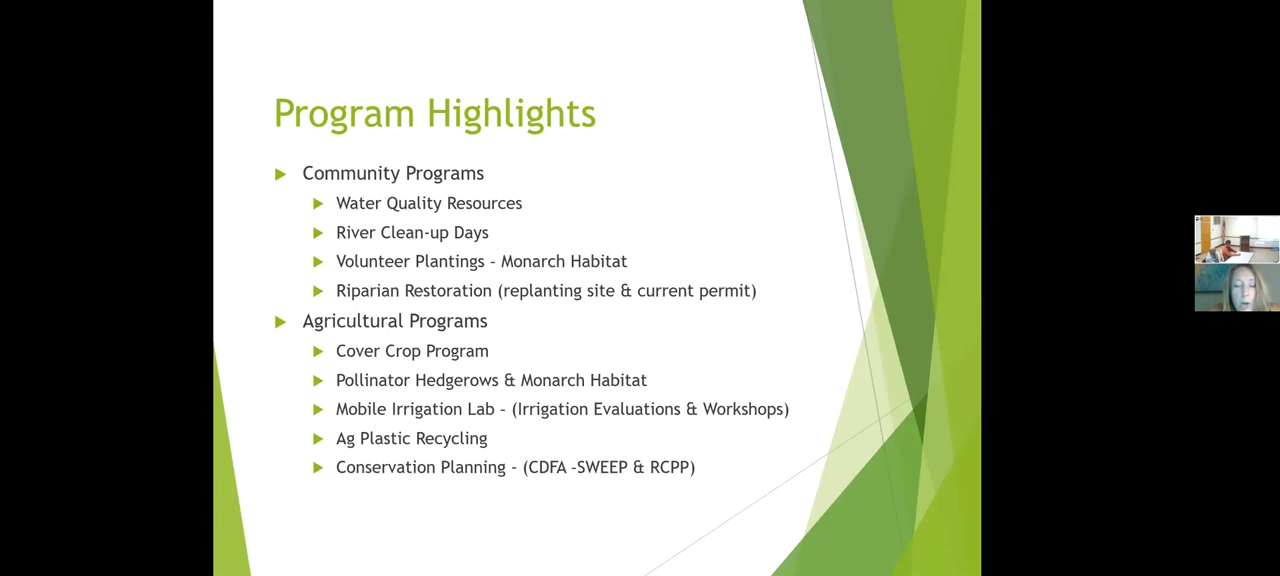 Program Highlights
Community Programs
Water Quality Resources
River Clean-up Days
Volunteer Plantings - Monarch Habitat
Riparian Restoration (replanting site & current permit)
Agricultural Programs
Cover Crop Program
Pollinator Hedgerows & Monarch Habitat
Mobile Irrigation Lab - (Irrigation Evaluations & Workshops)
Ag Plastic Recycling
Conservation Planning - (CDFA -SWEEP & RCPP)